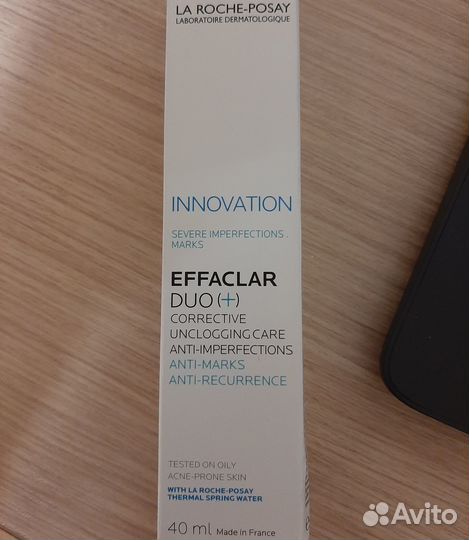 LA ROCHE-POSAY
LABORATOIRE DERMATOLOGIQUE
INNOVATION
SEVERE IMPERFECTIONS .
MARKS
EFFACLAR
DUO (+)
CORRECTIVE
UNCLOGGING CARE
ANTI-IMPERFECTIONS
ANTI-MARKS
ANTI-RECURRENCE
TESTED ON OILY
ACNE-PRONE SKIN
WITH LA ROCHE-POSAY
THERMAL SPRING WATER
40 ml Made in France
Avito